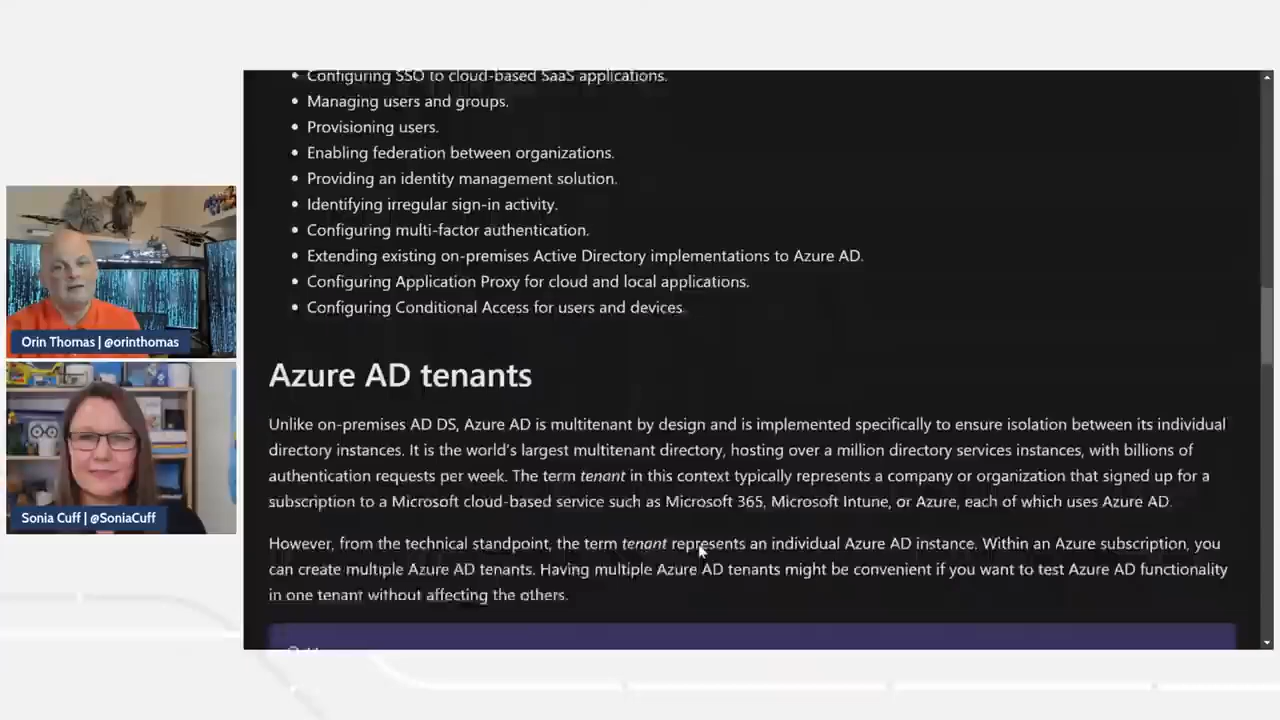 Configuring SSO to cloud-based SaaS applications.
Managing users and groups.
Provisioning users.
Enabling federation between organizations.
Providing an identity management solution.
Identifying irregular sign-in activity.
Configuring multi-factor authentication.
Extending existing on-premises Active Directory implementations to Azure AD.
Configuring Application Proxy for cloud and local applications.
Configuring Conditional Access for users and devices.
Azure AD tenants
Unlike on-premises AD DS, Azure AD is multitenant by design and is implemented specifically to ensure isolation between its individual
directory instances. It is the world's largest multitenant directory, hosting over a million directory services instances, with billions of
authentication requests per week. The term tenant in this context typically represents a company or organization that signed up for a
subscription to a Microsoft cloud-based service such as Microsoft 365, Microsoft Intune, or Azure, each of which uses Azure AD.
However, from the technical standpoint, the term tenant represents an individual Azure AD instance. Within an Azure subscription, you
can create multiple Azure AD tenants. Having multiple Azure AD tenants might be convenient if you want to test Azure AD functionality
in one tenant without affecting the others.
Orin Thomas | @orinthomas
Sonia Cuff | @SoniaCuff